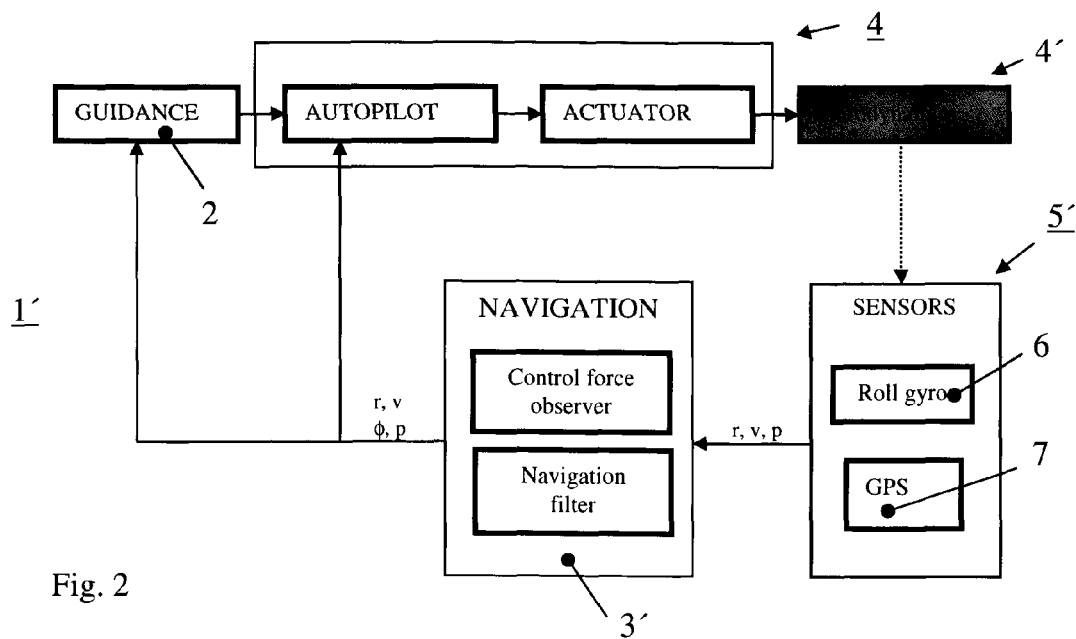 4
4´
GUIDANCE
AUTOPILOT
ACTUATOR
2
5´
1´
NAVIGATION
SENSORS
Control force
observer
6
Roll gyro
r, v
ϕ, p
r, v, p
Navigation
filter
7
GPS
Fig. 2
3´